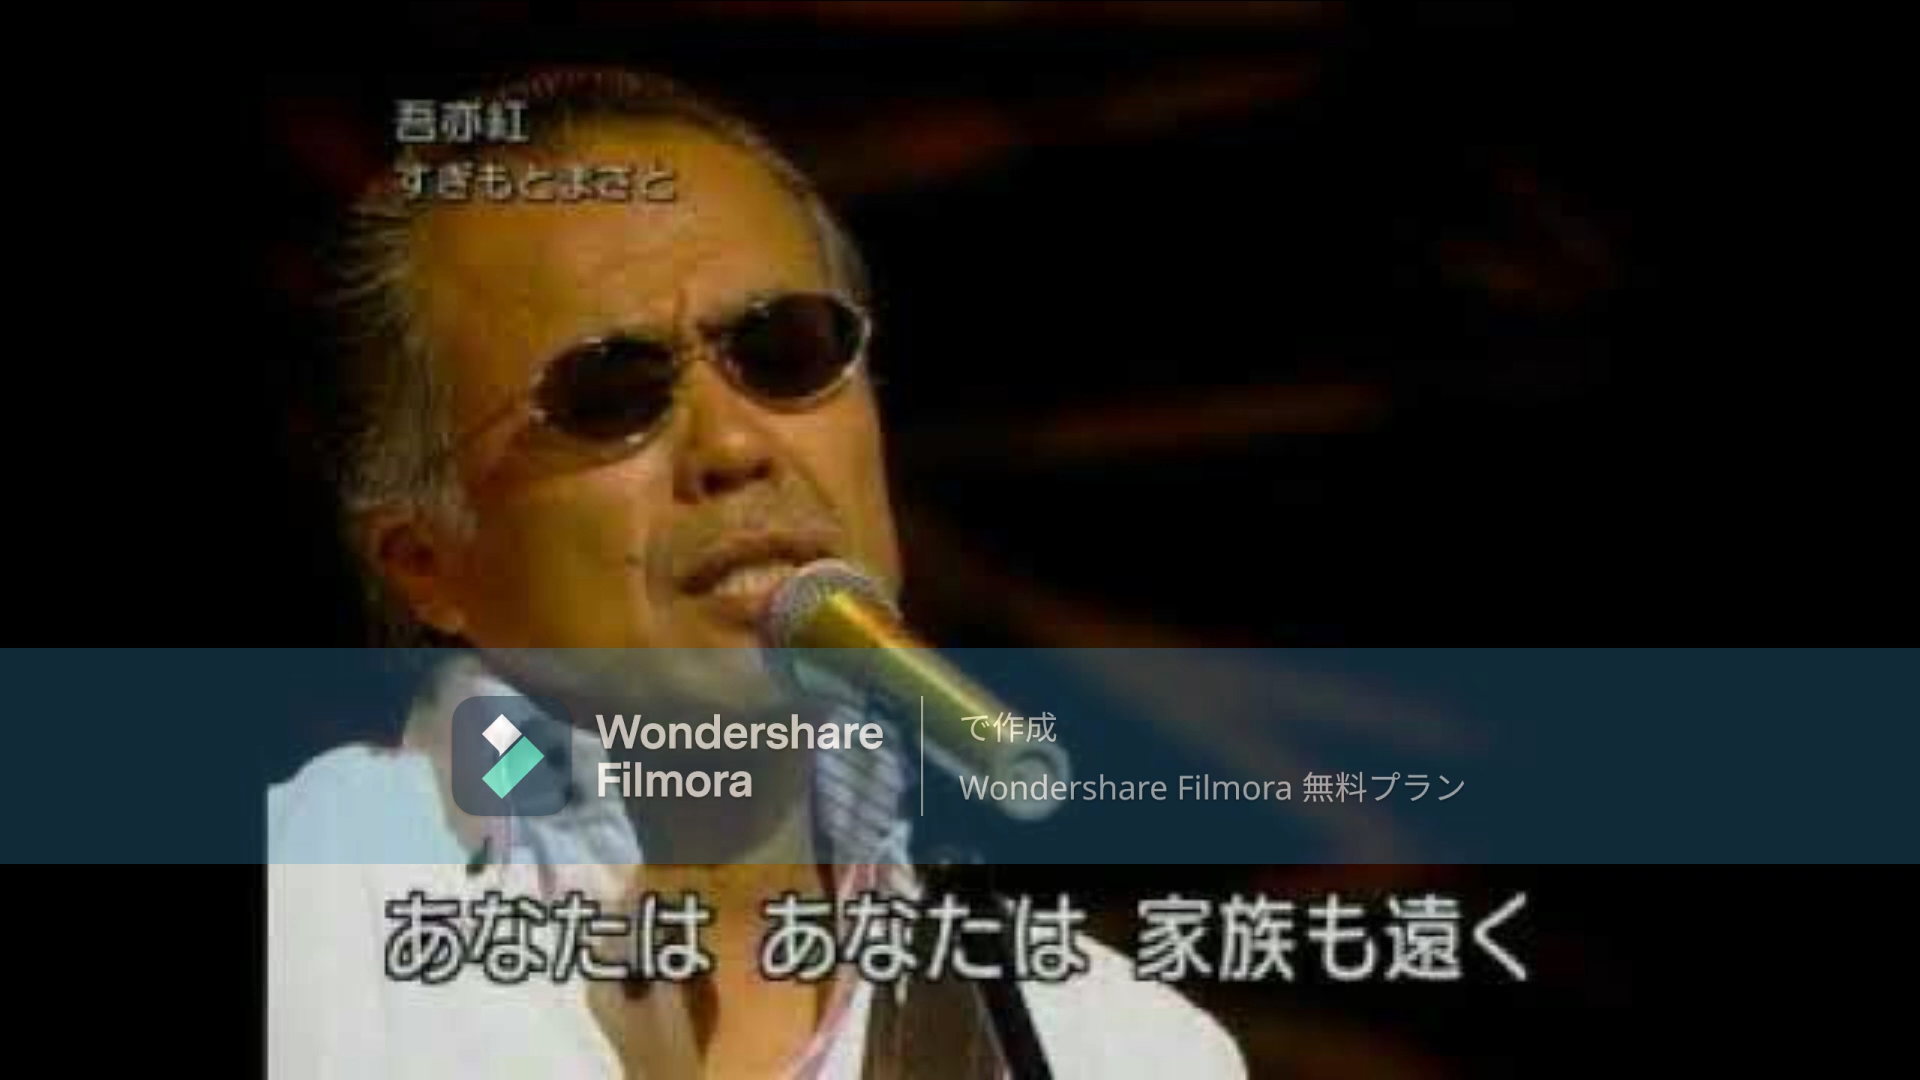 吾亦紅
すぎもとまさと
Wondershare
Filmora
で作成
Wondershare Filmora 無料プラン
あなたは あなたは 家族も遠く